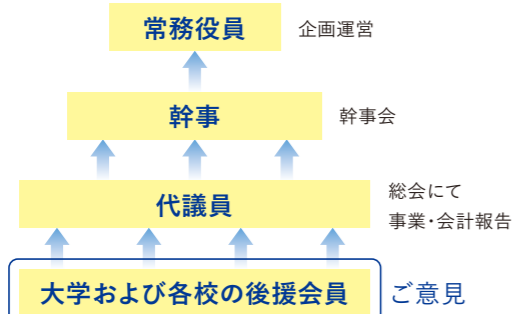 常務役員 企画運営
幹事 幹事会
代議員 総会にて
事業・会計報告
大学および各校の後援会員 ご意見